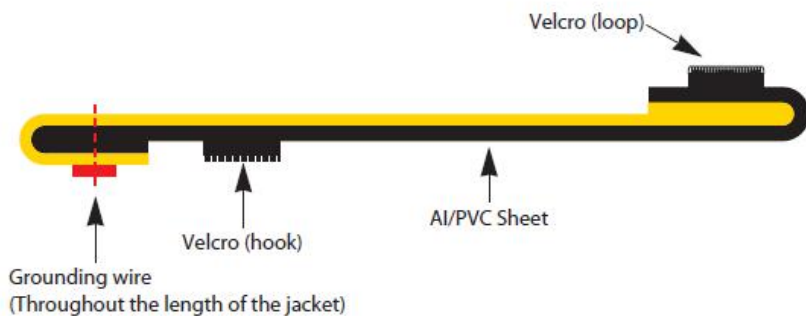 Velcro (loop)
Velcro (hook)
Al/PVC Sheet
Grounding wire
(Throughout the length of the jacket)